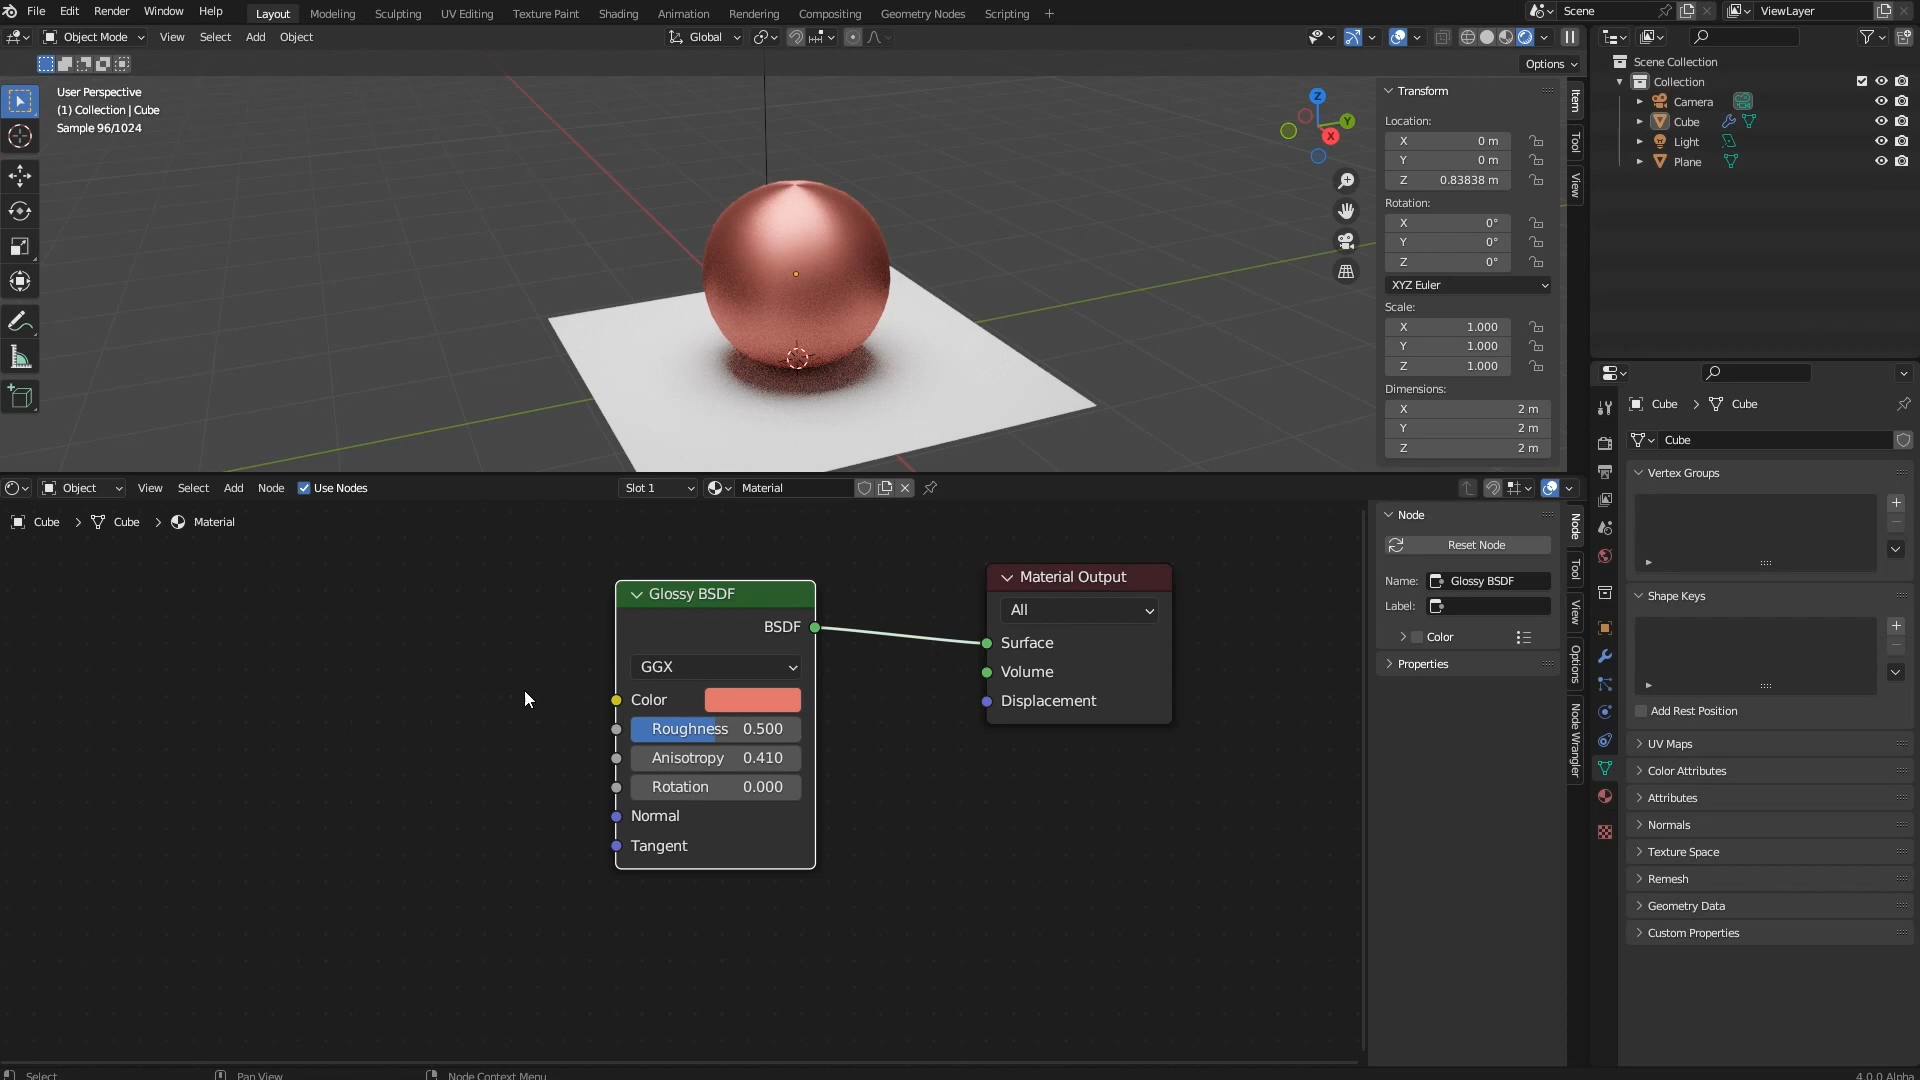 File Edit Render Window Help Layout Modeling Sculpting UV Editing Texture Paint Shading Animation Rendering Compositing Geometry Nodes Scripting + Scene ViewLayer
Object Mode View Select Add Object Global
Options
User Perspective
(1) Collection | Cube
Sample 96/1024
Z
Y
X
Transform
Location:
X 0 m
Y 0 m
Z 0.83838 m
Rotation:
X 0°
Y 0°
Z 0°
XYZ Euler
Scale:
X 1.000
Y 1.000
Z 1.000
Dimensions:
X 2 m
Y 2 m
Z 2 m
Item
Tool
View
Scene Collection
Collection
Camera
Cube
Light
Plane
Object View Select Add Node Use Nodes Slot 1 Material
Cube > Cube > Material
Glossy BSDF
BSDF
GGX
Color
Roughness 0.500
Anisotropy 0.410
Rotation 0.000
Normal
Tangent
Material Output
All
Surface
Volume
Displacement
Node
Reset Node
Name: Glossy BSDF
Label:
Color
Properties
Node
Tool
View
Options
Node Wrangler
Cube > Cube
Cube
Vertex Groups
Shape Keys
Add Rest Position
UV Maps
Color Attributes
Attributes
Normals
Texture Space
Remesh
Geometry Data
Custom Properties
Select Pan View Node Context Menu 4.0.0 Alpha